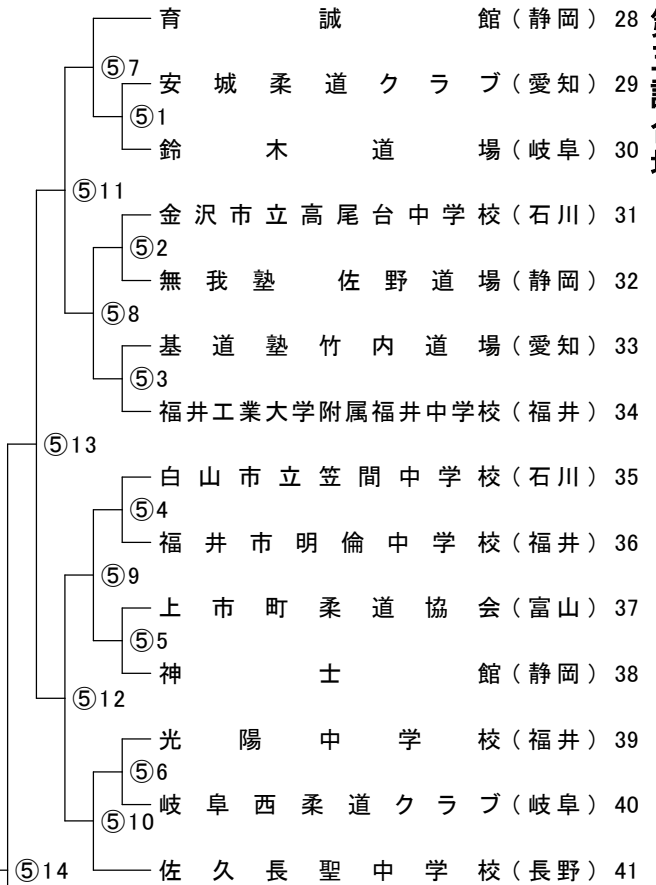 育誠館（静岡）28
⑤7
安城柔道クラブ（愛知）29
⑤1
鈴木道場（岐阜）30
⑤11
金沢市立高尾台中学校（石川）31
⑤2
無我塾 佐野道場（静岡）32
⑤8
基道塾竹内道場（愛知）33
⑤3
福井工業大学附属福井中学校（福井）34
⑤13
白山市立笠間中学校（石川）35
⑤4
福井市明倫中学校（福井）36
⑤9
上市町柔道協会（富山）37
⑤5
神士館（静岡）38
⑤12
光陽中学校（福井）39
⑤6
岐阜西柔道クラブ（岐阜）40
⑤10
佐久長聖中学校（長野）41
⑤14